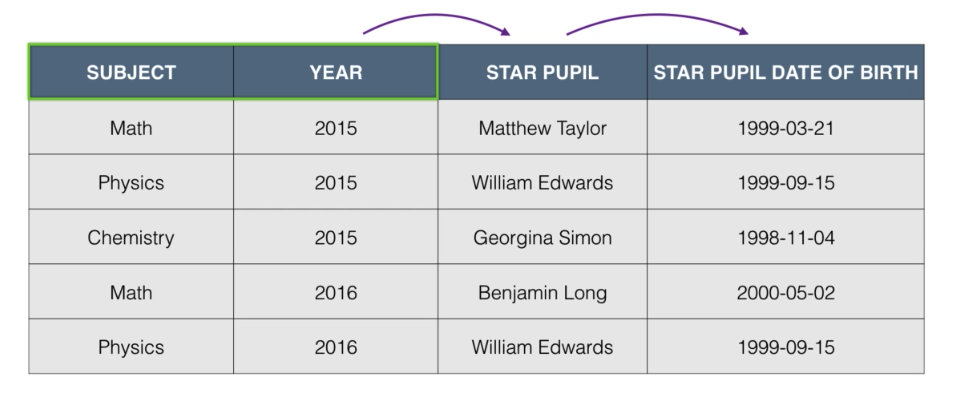 SUBJECT YEAR STAR PUPIL STAR PUPIL DATE OF BIRTH
Math 2015 Matthew Taylor 1999-03-21
Physics 2015 William Edwards 1999-09-15
Chemistry 2015 Georgina Simon 1998-11-04
Math 2016 Benjamin Long 2000-05-02
Physics 2016 William Edwards 1999-09-15